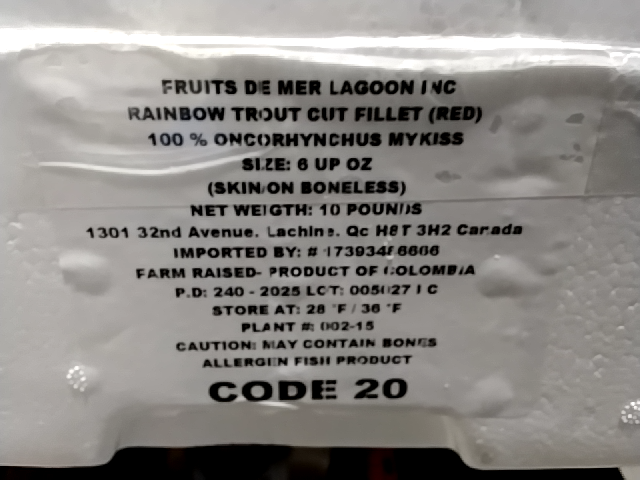 FRUITS DE MER LAGOON INC
RAINBOW TROUT CUT FILLET (RED)
100 % ONCORHYNCHUS MYKISS
SIZE: 6 UP OZ
(SKIN/ON BONELESS)
NET WEIGTH: 10 POUNDS
1301 32nd Avenue. Lachine. Qc H8T 3H2 Canada
IMPORTED BY: #
FARM RAISED- PRODUCT OF COLOMBIA
P.D: 240 - 2025 LOT:
STORE AT: 28 °F / 36 °F
PLANT #: 002-15
CAUTION: MAY CONTAIN BONES
ALLERGEN FISH PRODUCT
CODE 20